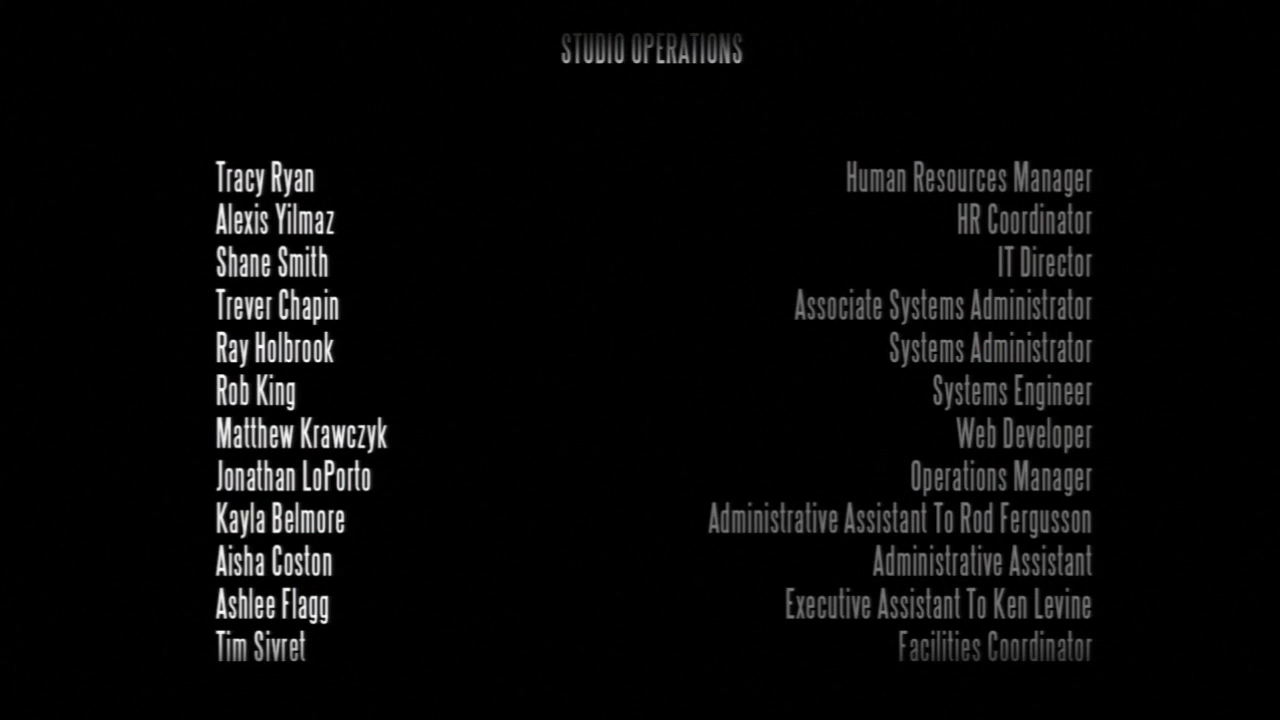 STUDIO OPERATIONS
Tracy Ryan Human Resources Manager
Alexis Yilmaz HR Coordinator
Shane Smith IT Director
Trever Chapin Associate Systems Administrator
Ray Holbrook Systems Administrator
Rob King Systems Engineer
Matthew Krawczyk Web Developer
Jonathan LoPorto Operations Manager
Kayla Belmore Administrative Assistant To Rod Fergusson
Aisha Coston Administrative Assistant
Ashlee Flagg Executive Assistant To Ken Levine
Tim Sivret Facilities Coordinator